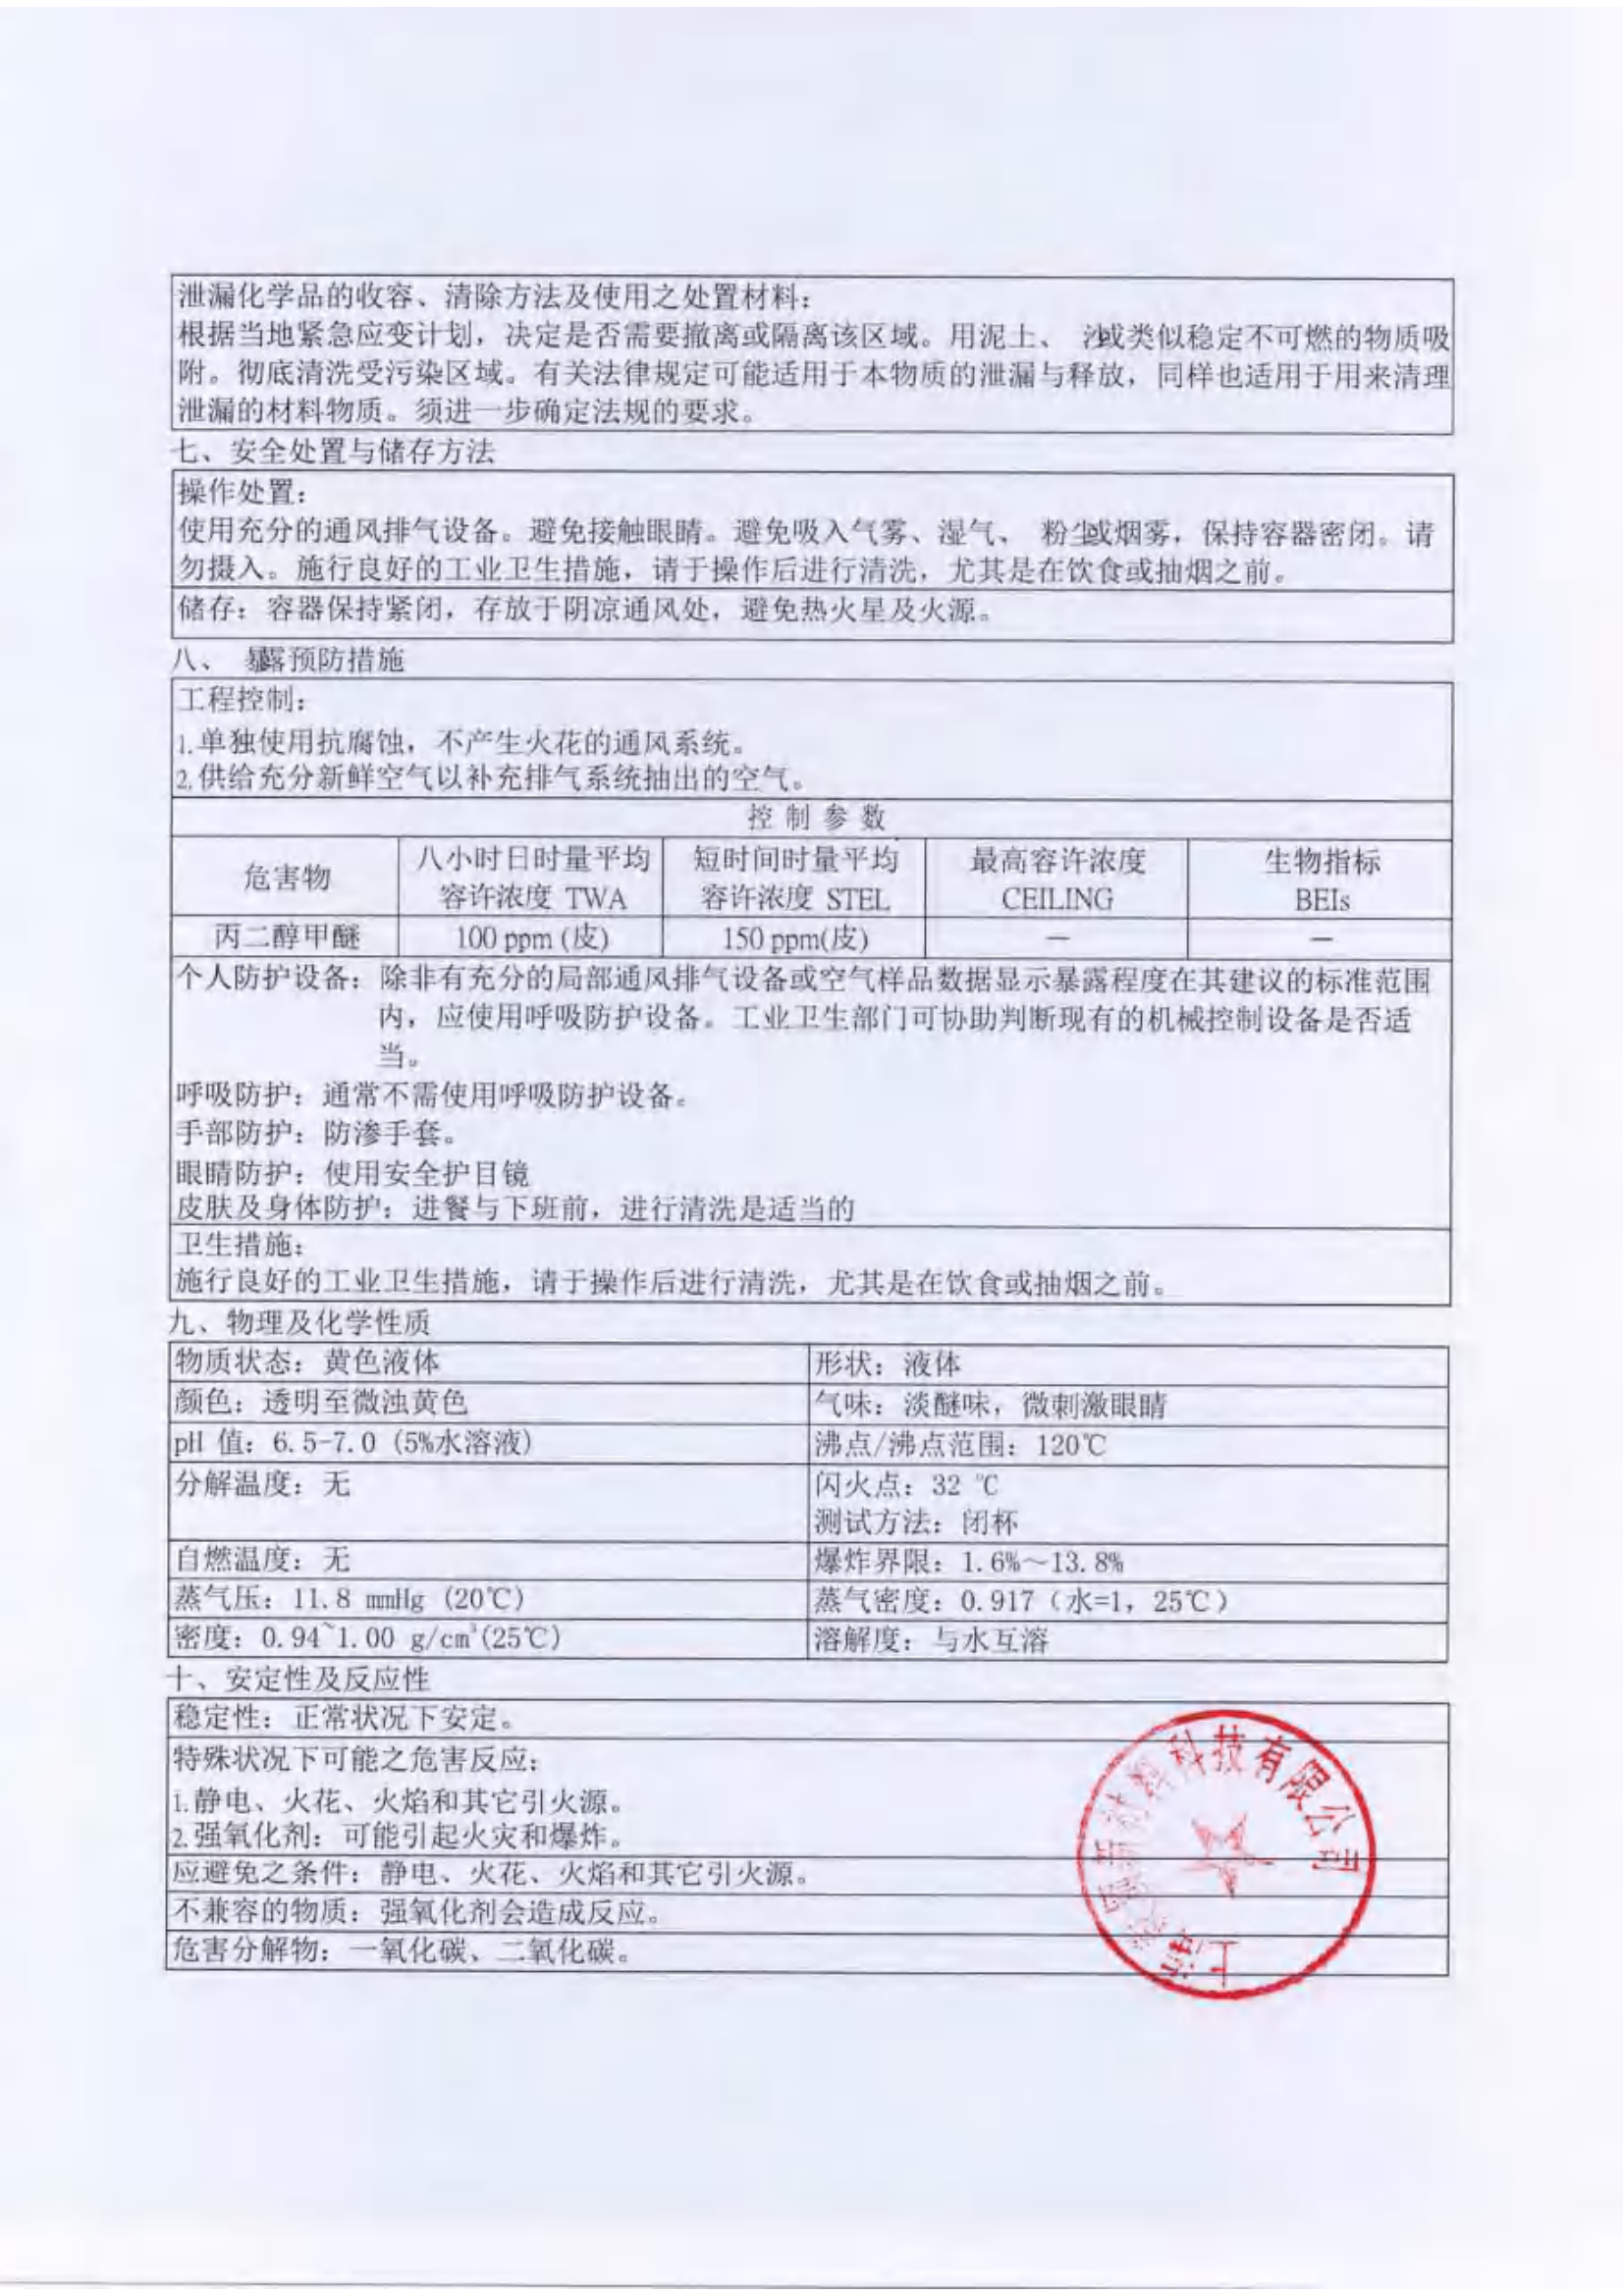 泄漏化学品的收容、清除方法及使用之处置材料：
根据当地紧急应变计划，决定是否需要撤离或隔离该区域。用泥土、 沙或类似稳定不可燃的物质吸
附。彻底清洗受污染区域。有关法律规定可能适用于本物质的泄漏与释放，同样也适用于用来清理
泄漏的材料物质。须进一步确定法规的要求。
七、安全处置与储存方法
操作处置：
使用充分的通风排气设备。避免接触眼睛。避免吸入气雾、湿气、 粉尘或烟雾，保持容器密闭。请
勿摄入。施行良好的工业卫生措施，请于操作后进行清洗，尤其是在饮食或抽烟之前。
储存：容器保持紧闭，存放于阴凉通风处，避免热火星及火源。
八、 暴露预防措施
工程控制：
1.单独使用抗腐蚀，不产生火花的通风系统。
2.供给充分新鲜空气以补充排气系统抽出的空气。
控 制 参 数
危害物 八小时日时量平均容许浓度 TWA 短时间时量平均容许浓度 STEL 最高容许浓度 CEILING 生物指标 BEIs
丙二醇甲醚 100 ppm (皮) 150 ppm(皮) — —
个人防护设备：除非有充分的局部通风排气设备或空气样品数据显示暴露程度在其建议的标准范围
内，应使用呼吸防护设备。工业卫生部门可协助判断现有的机械控制设备是否适
当。
呼吸防护：通常不需使用呼吸防护设备。
手部防护：防渗手套。
眼睛防护：使用安全护目镜
皮肤及身体防护：进餐与下班前，进行清洗是适当的
卫生措施：
施行良好的工业卫生措施，请于操作后进行清洗，尤其是在饮食或抽烟之前。
九、物理及化学性质
物质状态：黄色液体 形状：液体
颜色：透明至微浊黄色 气味：淡醚味，微刺激眼睛
pH 值：6.5-7.0 (5%水溶液) 沸点/沸点范围：120℃
分解温度：无 闪火点：32 ℃
测试方法：闭杯
自燃温度：无 爆炸界限：1.6%～13.8%
蒸气压：11.8 mmHg (20℃) 蒸气密度：0.917（水=1，25℃）
密度：0.94~1.00 g/cm³(25℃) 溶解度：与水互溶
十、安定性及反应性
稳定性：正常状况下安定。
特殊状况下可能之危害反应：
1.静电、火花、火焰和其它引火源。
2.强氧化剂：可能引起火灾和爆炸。
应避免之条件：静电、火花、火焰和其它引火源。
不兼容的物质：强氧化剂会造成反应。
危害分解物：一氧化碳、二氧化碳。
上海 新材料科技有限公司